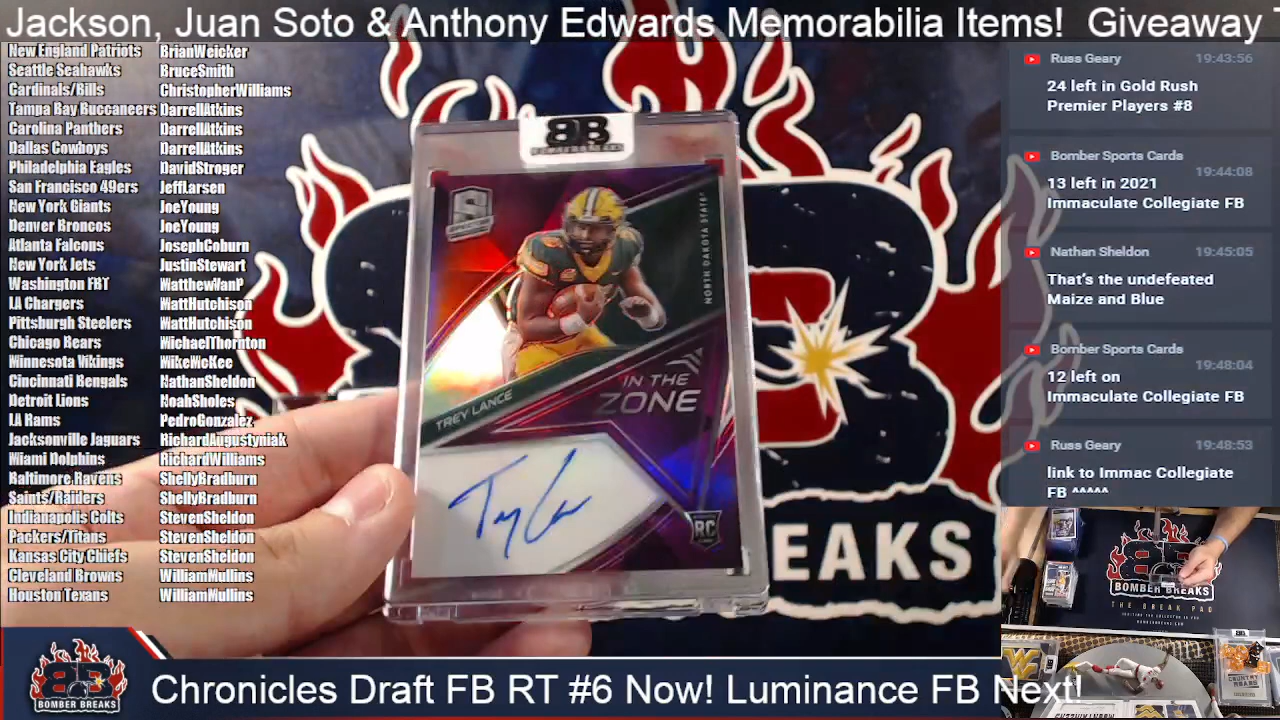 Jackson, Juan Soto & Anthony Edwards Memorabilia Items! Giveaway
New England Patriots BrianWeicker
Seattle Seahawks BruceSmith
Cardinals/Bills ChristopherWilliams
Tampa Bay Buccaneers DarrellAtkins
Carolina Panthers DarrellAtkins
Dallas Cowboys DarrellAtkins
Philadelphia Eagles DavidStroger
San Francisco 49ers JeffLarsen
New York Giants JoeYoung
Denver Broncos JoeYoung
Atlanta Falcons JosephCoburn
New York Jets JustinStewart
Washington FBT MatthewVanP
LA Chargers MattHutchison
Pittsburgh Steelers MattHutchison
Chicago Bears MichaelThornton
Minnesota Vikings MikeMcKee
Cincinnati Bengals NathanSheldon
Detroit Lions NoahSholes
LA Rams PedroGonzalez
Jacksonville Jaguars RichardAugustyniak
Miami Dolphins RichardWilliams
Baltimore Ravens ShellyBradburn
Saints/Raiders ShellyBradburn
Indianapolis Colts StevenSheldon
Packers/Titans StevenSheldon
Kansas City Chiefs StevenSheldon
Cleveland Browns WilliamMullins
Houston Texans WilliamMullins
BB
BOMBER BREAKS
NORTH DAKOTA STATE
TREY LANCE
IN THE
ZONE
RC
EAKS
Russ Geary 19:43:56
24 left in Gold Rush
Premier Players #8
Bomber Sports Cards 19:44:08
13 left in 2021
Immaculate Collegiate FB
Nathan Sheldon 19:45:05
That's the undefeated
Maize and Blue
Bomber Sports Cards 19:48:04
12 left on
Immaculate Collegiate FB
Russ Geary 19:48:53
link to Immac Collegiate
FB ^^^^^
BOMBER BREAKS
THE BREAK PAD
BOMBER BREAKS
Chronicles Draft FB RT #6 Now! Luminance FB Next!